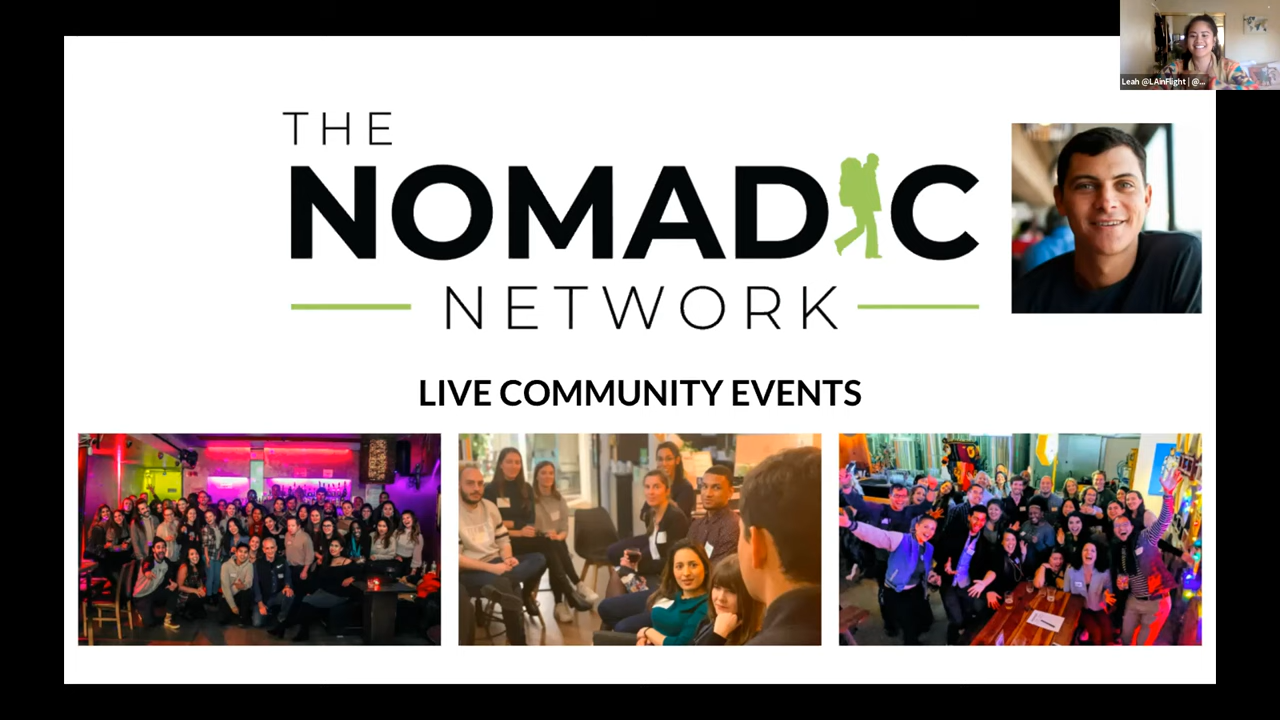 Leah @LAinFlight | @...
THE
NOMADIC
NETWORK
LIVE COMMUNITY EVENTS